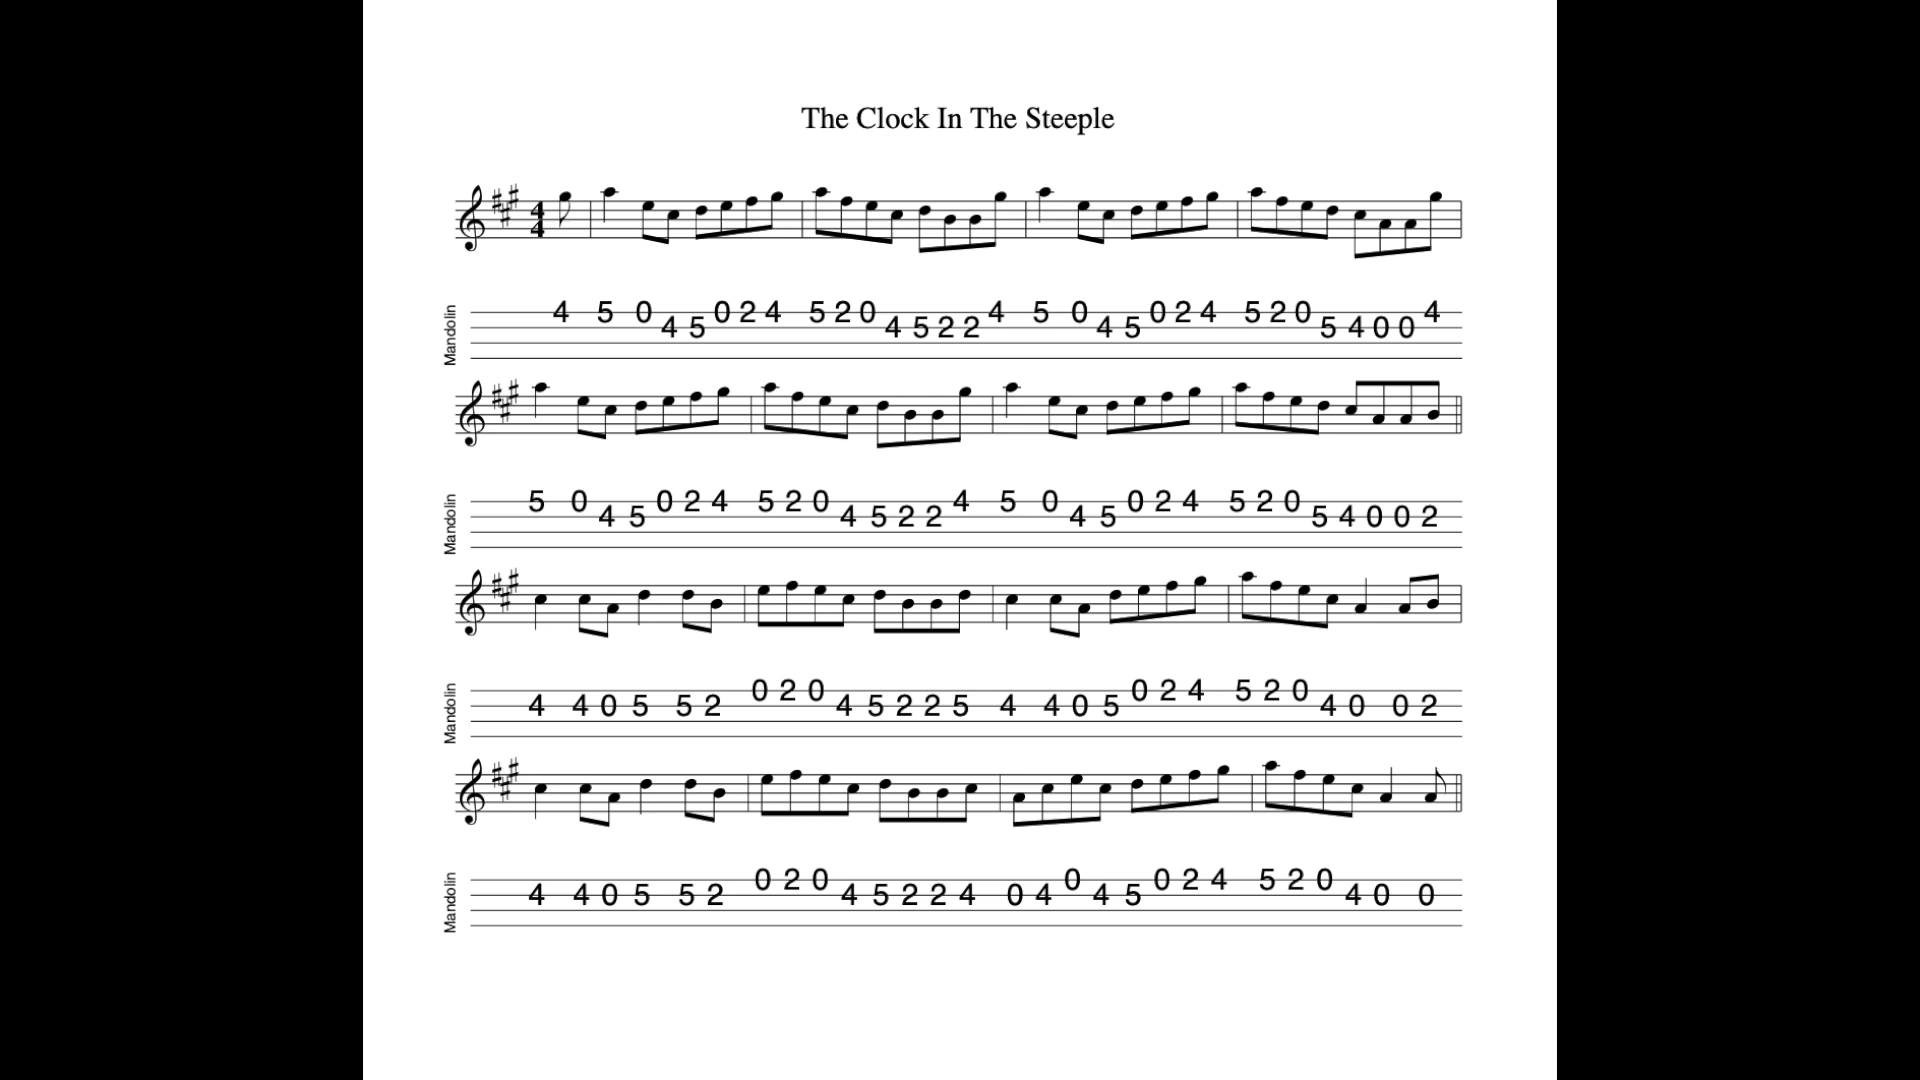 The Clock In The Steeple
4 4
4 5 0 4 5 0 2 4 5 2 0 4 5 2 2 4 5 0 4 5 0 2 4 5 2 0 5 4 0 0 4
Mandolin
5 0 4 5 0 2 4 5 2 0 4 5 2 2 4 5 0 4 5 0 2 4 5 2 0 5 4 0 0 2
Mandolin
4 4 0 5 5 2 0 2 0 4 5 2 2 5 4 4 0 5 0 2 4 5 2 0 4 0 0 2
Mandolin
4 4 0 5 5 2 0 2 0 4 5 2 2 4 0 4 0 4 5 0 2 4 5 2 0 4 0 0
Mandolin